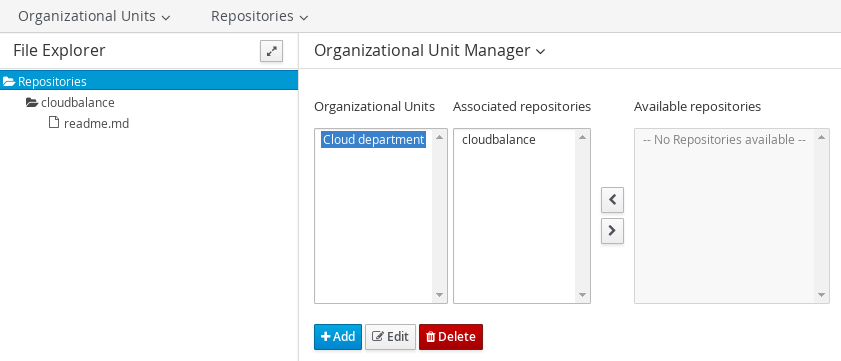 Organizational Units Repositories
File Explorer
Repositories
cloudbalance
readme.md
Organizational Unit Manager
Organizational Units Associated repositories Available repositories
Cloud department cloudbalance -- No Repositories available --
Add Edit Delete